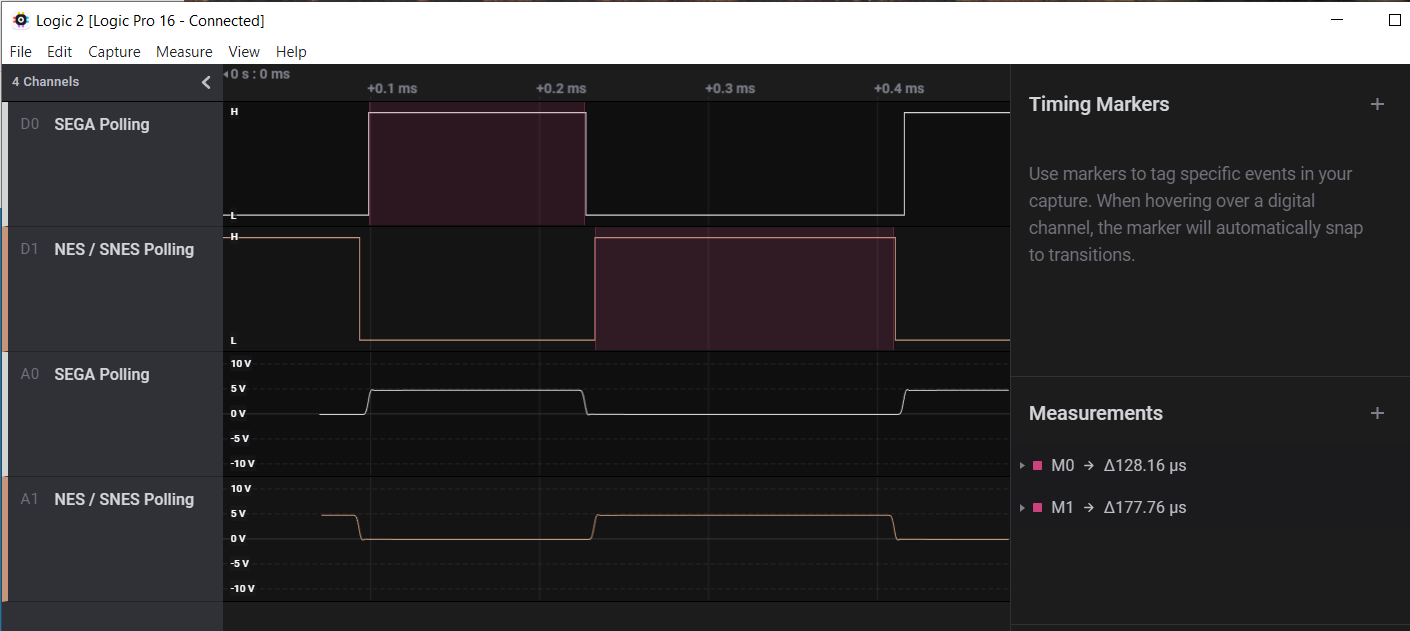 Logic 2 [Logic Pro 16 - Connected]
File Edit Capture Measure View Help
4 Channels
0 s : 0 ms
+0.1 ms +0.2 ms +0.3 ms +0.4 ms
D0 SEGA Polling
H
L
D1 NES / SNES Polling
H
L
A0 SEGA Polling
10 V
5 V
0 V
-5 V
-10 V
A1 NES / SNES Polling
10 V
5 V
0 V
-5 V
-10 V
Timing Markers +
Use markers to tag specific events in your
capture. When hovering over a digital
channel, the marker will automatically snap
to transitions.
Measurements +
M0 → Δ128.16 μs
M1 → Δ177.76 μs